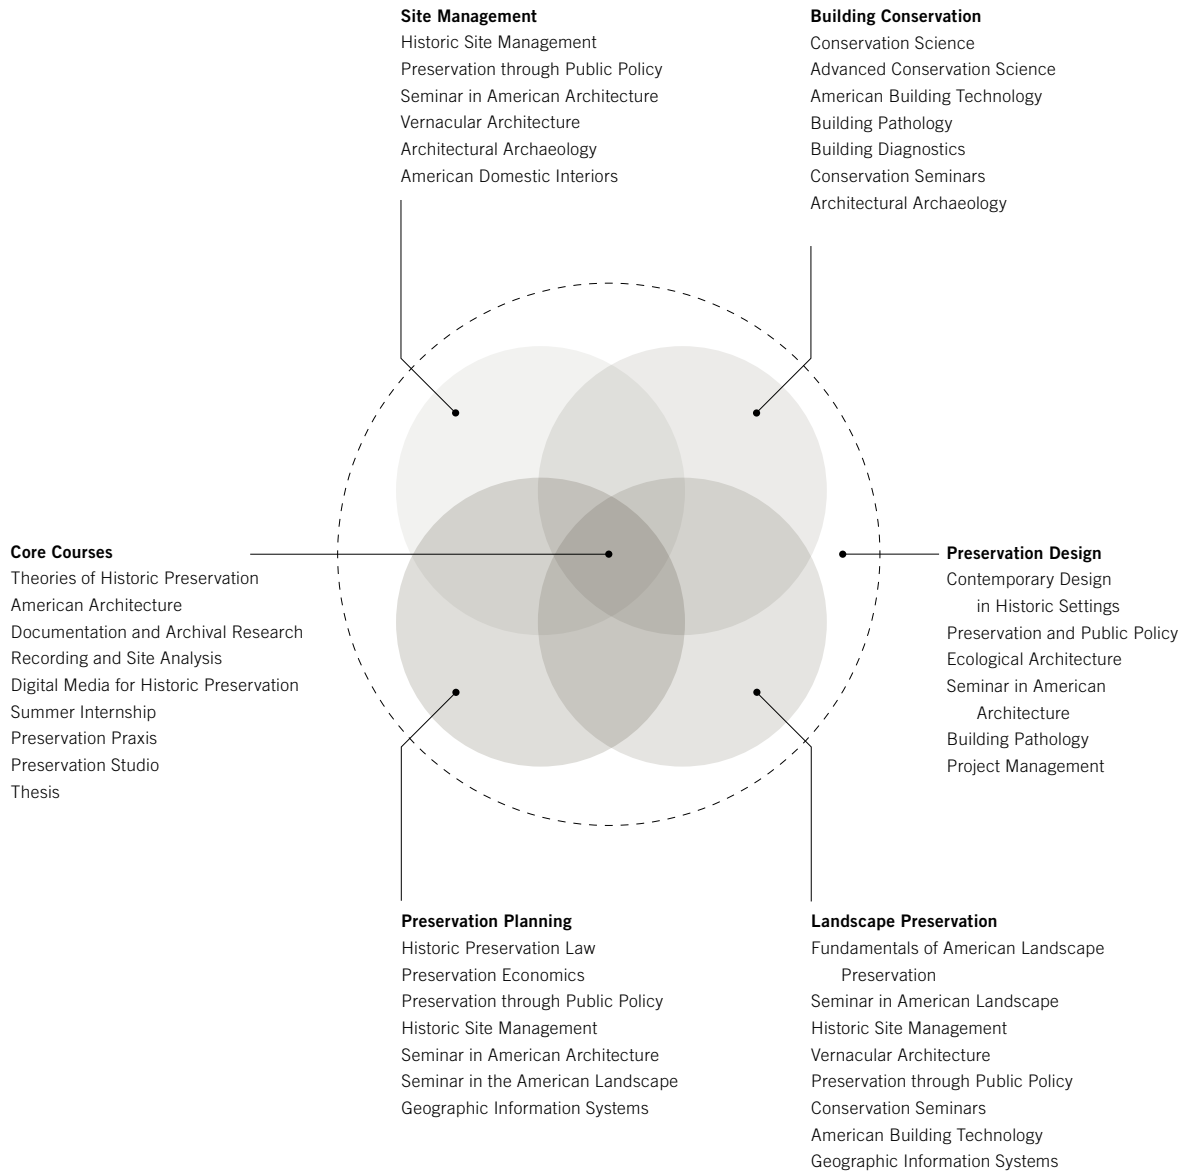 Site Management
Historic Site Management
Preservation through Public Policy
Seminar in American Architecture
Vernacular Architecture
Architectural Archaeology
American Domestic Interiors
Building Conservation
Conservation Science
Advanced Conservation Science
American Building Technology
Building Pathology
Building Diagnostics
Conservation Seminars
Architectural Archaeology
Core Courses
Theories of Historic Preservation
American Architecture
Documentation and Archival Research
Recording and Site Analysis
Digital Media for Historic Preservation
Summer Internship
Preservation Praxis
Preservation Studio
Thesis
Preservation Design
Contemporary Design
in Historic Settings
Preservation and Public Policy
Ecological Architecture
Seminar in American
Architecture
Building Pathology
Project Management
Preservation Planning
Historic Preservation Law
Preservation Economics
Preservation through Public Policy
Historic Site Management
Seminar in American Architecture
Seminar in the American Landscape
Geographic Information Systems
Landscape Preservation
Fundamentals of American Landscape
Preservation
Seminar in American Landscape
Historic Site Management
Vernacular Architecture
Preservation through Public Policy
Conservation Seminars
American Building Technology
Geographic Information Systems